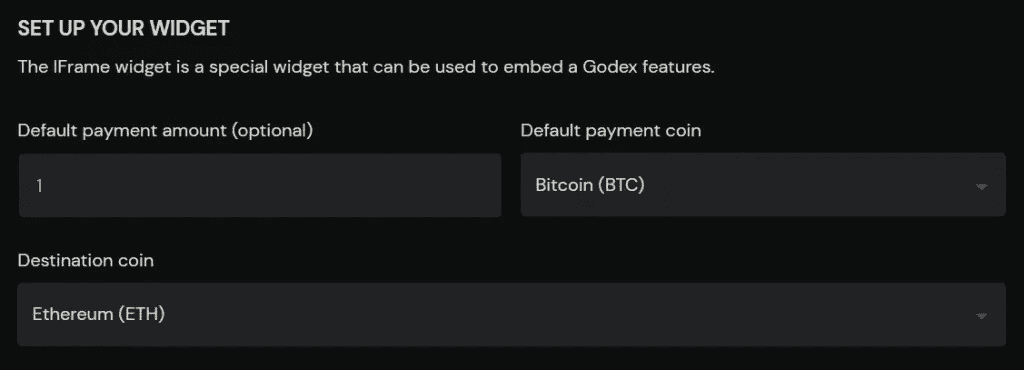 SET UP YOUR WIDGET
The IFrame widget is a special widget that can be used to embed a Godex features.
Default payment amount (optional)
Default payment coin
1
Bitcoin (BTC)
Destination coin
Ethereum (ETH)